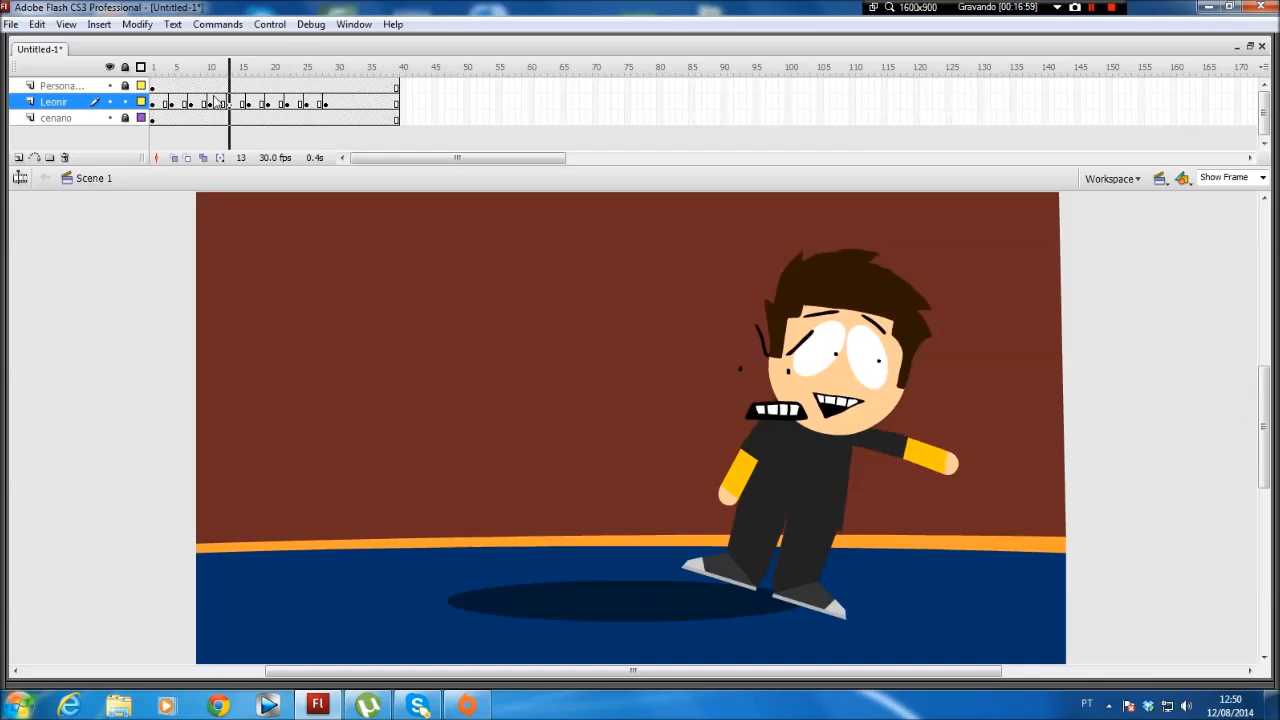 Adobe Flash CS3 Professional - [Untitled-1*]
1600x900
Gravando [00:16:59]
File Edit View Insert Modify Text Commands Control Debug Window Help
Untitled-1*
1 5 10 15 20 25 30 35 40 45 50 55 60 65 70 75 80 85 90 95 100 105 110 115 120 125 130 135 140 145 150 155 160 165 170
Persona...
Leonir
cenario
13 30.0 fps 0.4s
Scene 1
Workspace
Show Frame
Fl
PT
12:50
12/08/2014